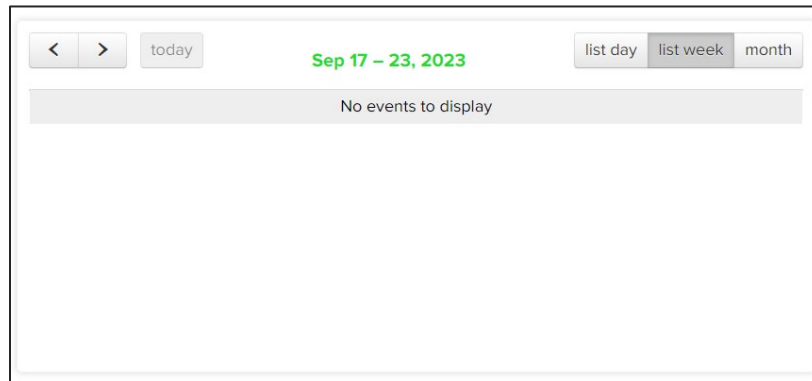 today
Sep 17 – 23, 2023
list day list week month
No events to display